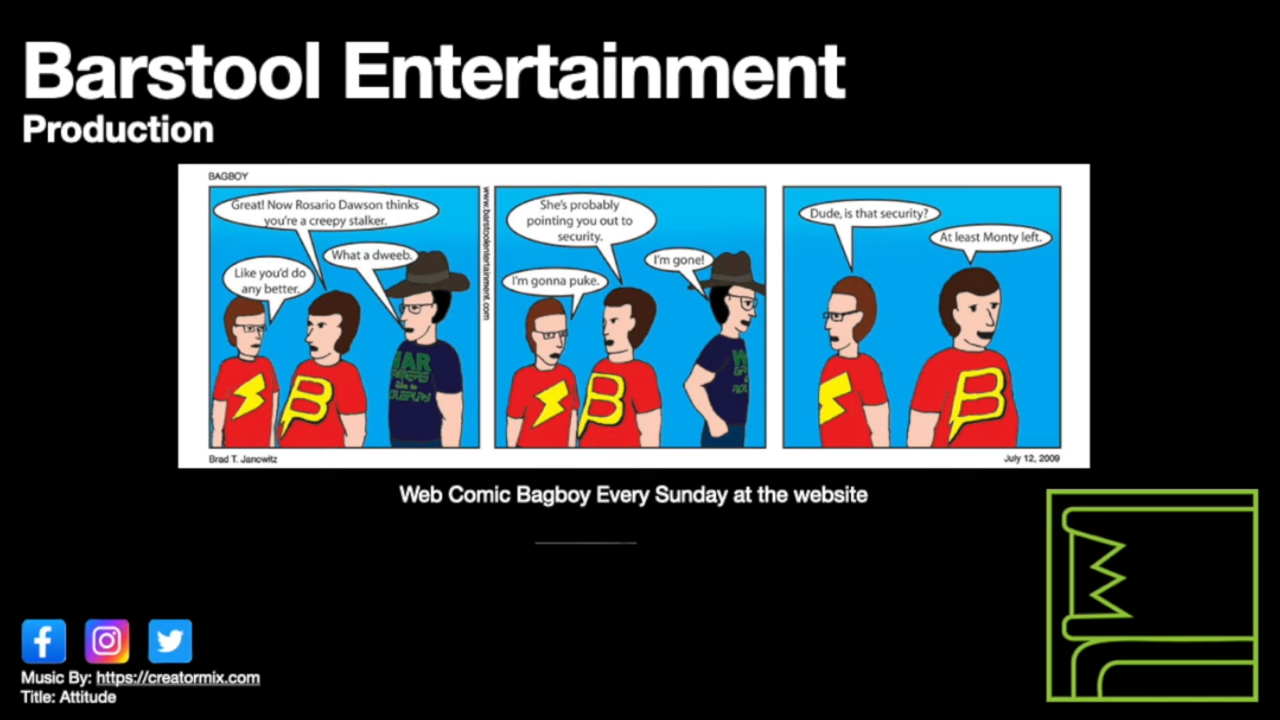 Barstool Entertainment
Production
BAGBOY
Great! Now Rosario Dawson thinks
you're a creepy stalker.
What a dweeb.
Like you'd do
any better.
www.barstoolentertainment.com
She's probably
pointing you out to
security.
I'm gonna puke.
I'm gone!
Dude, is that security?
At least Monty left.
B
B
B
Brad T. Janowitz
July 12, 2009
Web Comic Bagboy Every Sunday at the website
Music By: https://creatormix.com
Title: Attitude